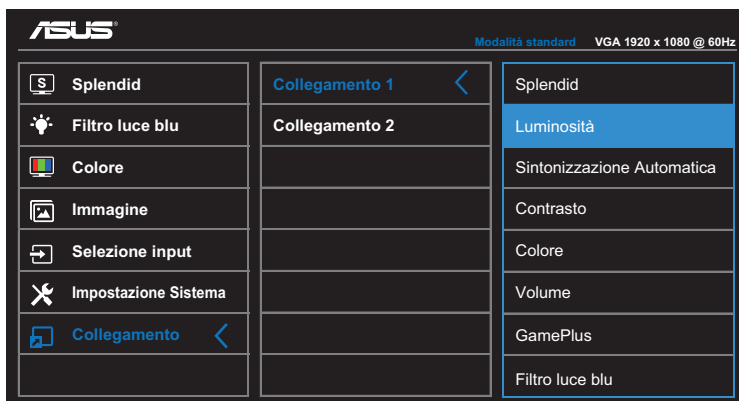 ASUS
Modalità standard VGA 1920 x 1080 @ 60Hz
S Splendid
Filtro luce blu
Colore
Immagine
Selezione input
Impostazione Sistema
Collegamento
Collegamento 1
Collegamento 2
Splendid
Luminosità
Sintonizzazione Automatica
Contrasto
Colore
Volume
GamePlus
Filtro luce blu